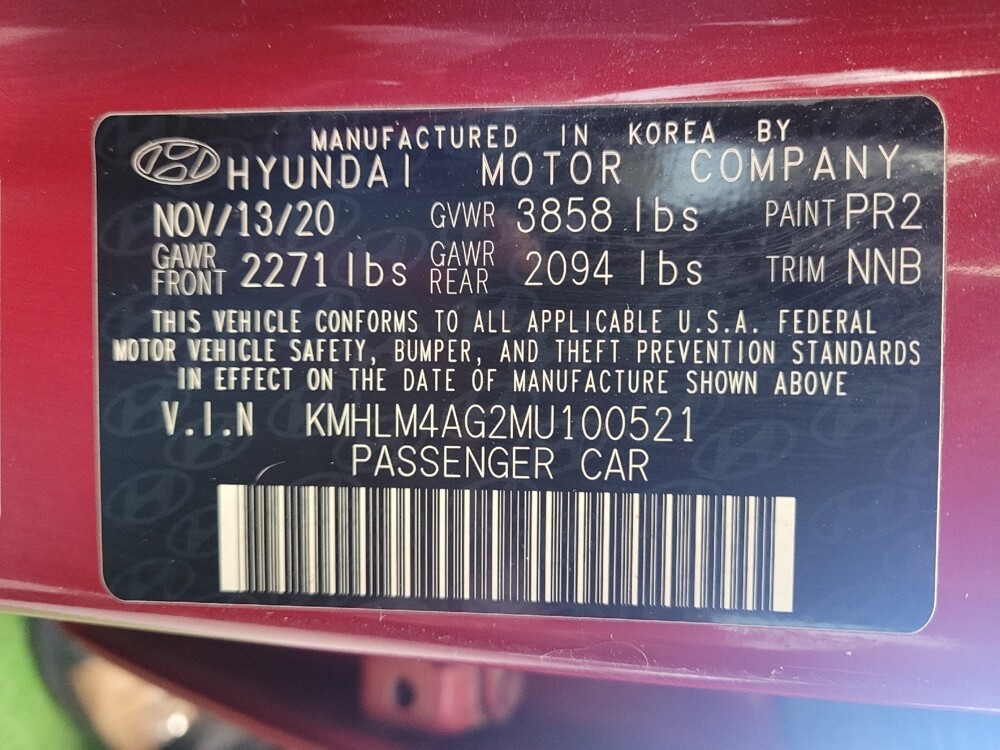 MANUFACTURED IN KOREA BY
HYUNDAI MOTOR COMPANY
NOV/13/20 GVWR 3858 lbs PAINT PR2
GAWR FRONT 2271 lbs GAWR REAR 2094 lbs TRIM NNB
THIS VEHICLE CONFORMS TO ALL APPLICABLE U.S.A. FEDERAL
MOTOR VEHICLE SAFETY, BUMPER, AND THEFT PREVENTION STANDARDS
IN EFFECT ON THE DATE OF MANUFACTURE SHOWN ABOVE
V.I.N KMHLM4AG2MU100521
PASSENGER CAR